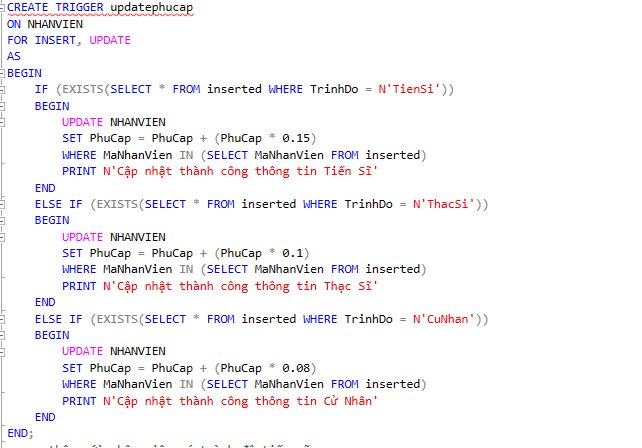 CREATE TRIGGER updatephucap
ON NHANVIEN
FOR INSERT, UPDATE
AS
BEGIN
    IF (EXISTS(SELECT * FROM inserted WHERE TrinhDo = N'TienSi'))
    BEGIN
        UPDATE NHANVIEN
        SET PhuCap = PhuCap + (PhuCap * 0.15)
        WHERE MaNhanVien IN (SELECT MaNhanVien FROM inserted)
        PRINT N'Cập nhật thành công thông tin Tiến Sĩ'
    END
    ELSE IF (EXISTS(SELECT * FROM inserted WHERE TrinhDo = N'ThacSi'))
    BEGIN
        UPDATE NHANVIEN
        SET PhuCap = PhuCap + (PhuCap * 0.1)
        WHERE MaNhanVien IN (SELECT MaNhanVien FROM inserted)
        PRINT N'Cập nhật thành công thông tin Thạc Sĩ'
    END
    ELSE IF (EXISTS(SELECT * FROM inserted WHERE TrinhDo = N'CuNhan'))
    BEGIN
        UPDATE NHANVIEN
        SET PhuCap = PhuCap + (PhuCap * 0.08)
        WHERE MaNhanVien IN (SELECT MaNhanVien FROM inserted)
        PRINT N'Cập nhật thành công thông tin Cử Nhân'
    END
END;